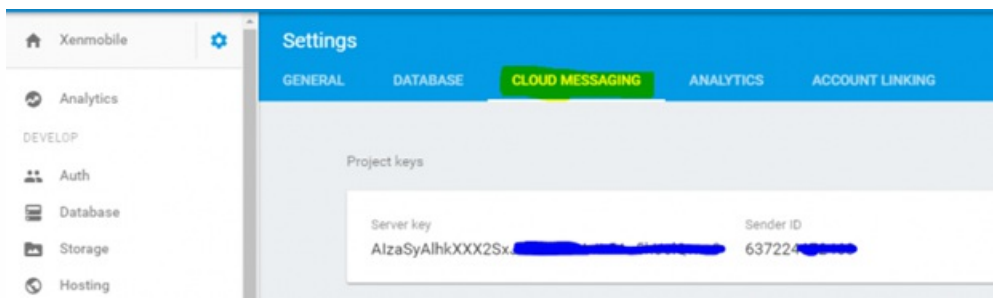 Xenmobile
Settings
GENERAL DATABASE CLOUD MESSAGING ANALYTICS ACCOUNT LINKING
Analytics
DEVELOP
Auth
Database
Storage
Hosting
Project keys
Server key Sender ID
AIzaSyAlhkXXX2Sx 637224